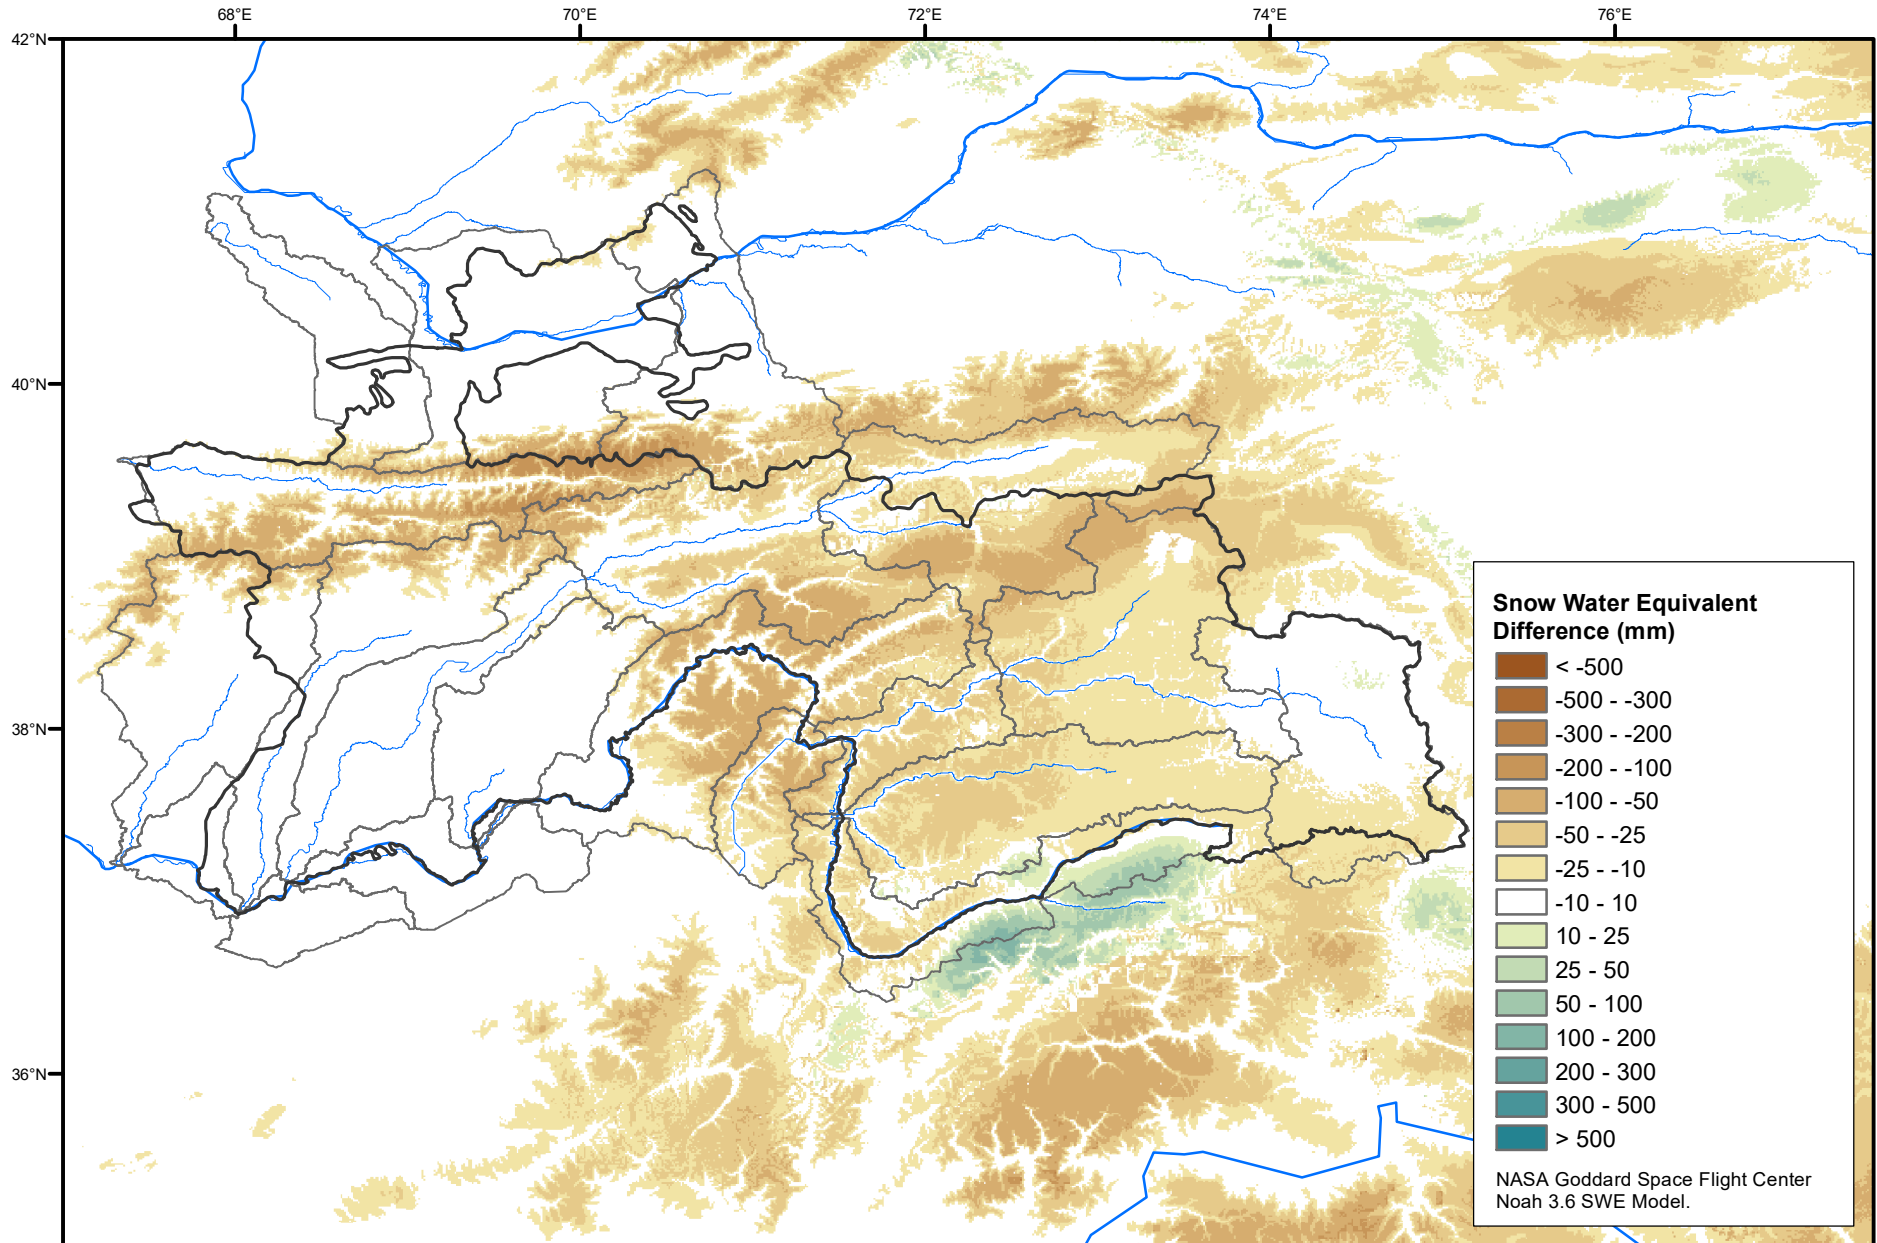 68°E
70°E
72°E
74°E
76°E
42°N
40°N
38°N
36°N
Snow Water Equivalent
Difference (mm)
< -500
-500 - -300
-300 - -200
-200 - -100
-100 - -50
-50 - -25
-25 - -10
-10 - 10
10 - 25
25 - 50
50 - 100
100 - 200
200 - 300
300 - 500
> 500
NASA Goddard Space Flight Center
Noah 3.6 SWE Model.